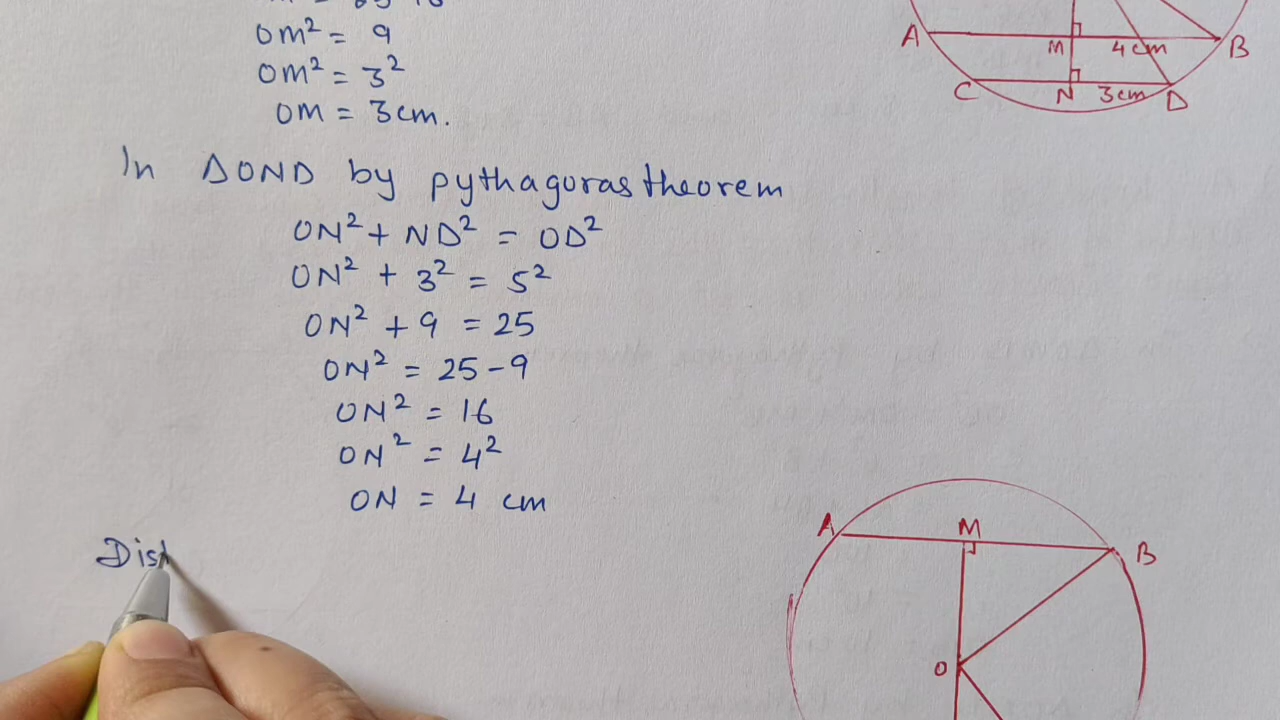 OM² = 9
OM² = 3²
OM = 3cm.
In ΔOND by pythagoras theorem
ON² + ND² = OD²
ON² + 3² = 5²
ON² + 9 = 25
ON² = 25 - 9
ON² = 16
ON² = 4²
ON = 4 cm
Dist
A M 4cm B
C N 3cm D
A M B
O